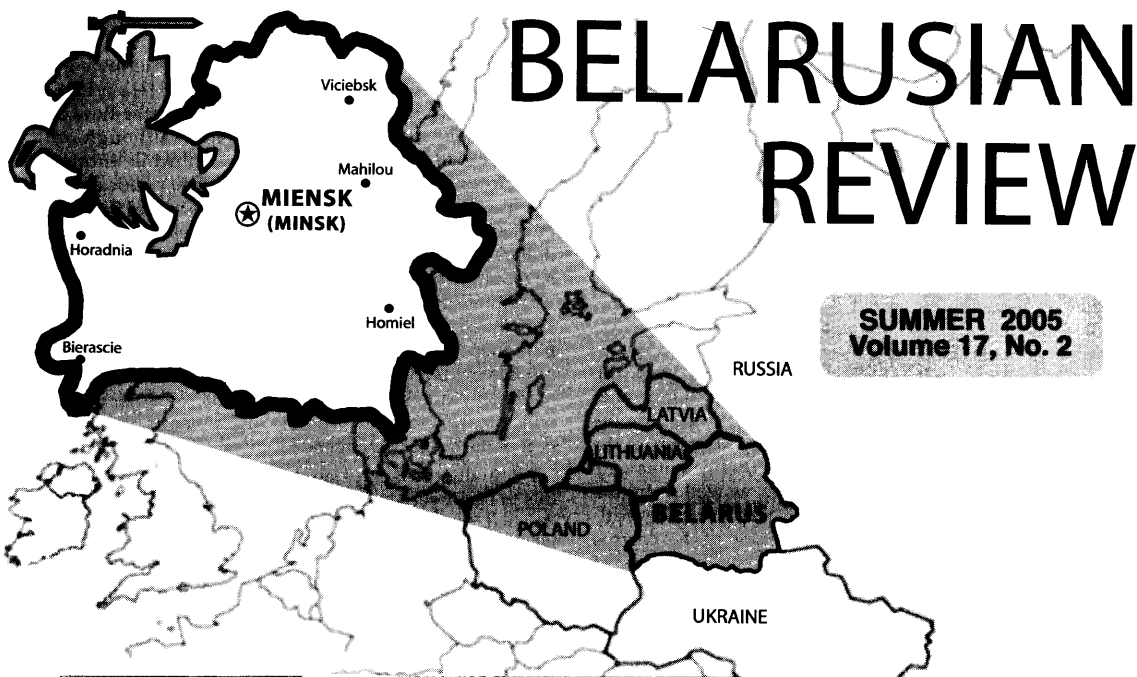 BELARUSIAN
REVIEW
SUMMER 2005
Volume 17, No. 2
Viciebsk
Mahilou
MIENSK
(MINSK)
Horadnia
Homiel
Bierascie
RUSSIA
LATVIA
LITHUANIA
BELARUS
POLAND
UKRAINE